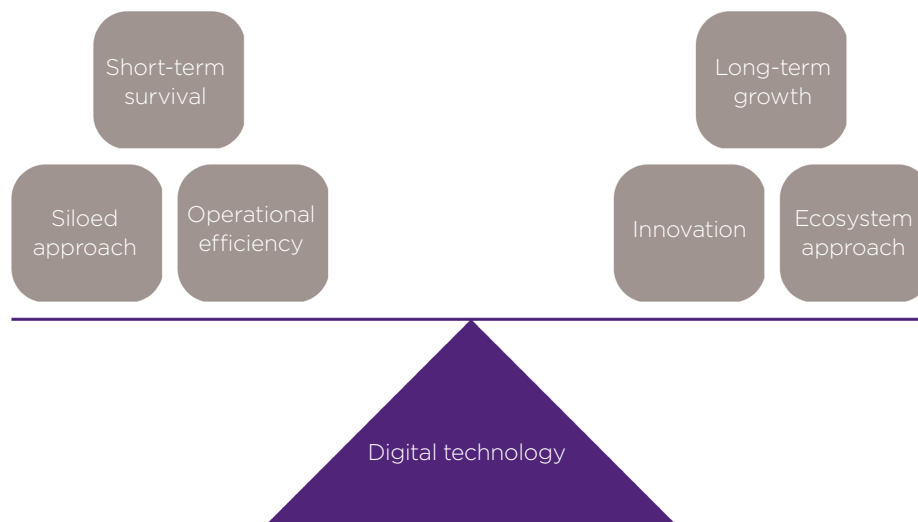 Short-term
survival
Long-term
growth
Siloed
approach
Operational
efficiency
Innovation
Ecosystem
approach
Digital technology